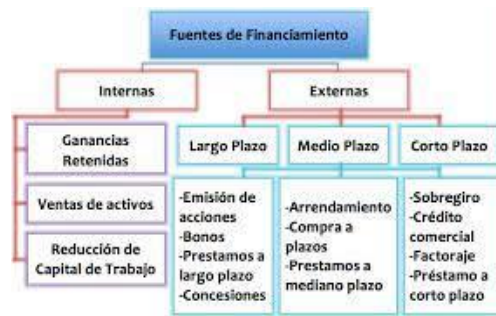 Fuentes de Financiamiento
Internas
Externas
Ganancias
Retenidas
Ventas de activos
Reducción de
Capital de Trabajo
Largo Plazo
Medio Plazo
Corto Plazo
-Emisión de
acciones
-Bonos
-Prestamos a
largo plazo
-Concesiones
-Arrendamiento
-Compra a
plazos
-Prestamos a
mediano plazo
-Sobregiro
-Crédito
comercial
-Factoraje
-Préstamo a
corto plazo